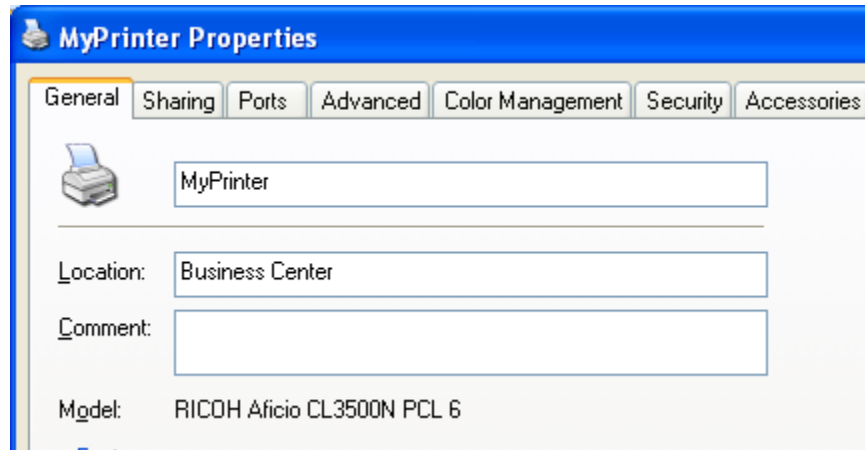 MyPrinter Properties
General Sharing Ports Advanced Color Management Security Accessories
MyPrinter
Location: Business Center
Comment:
Model: RICOH Aficio CL3500N PCL 6